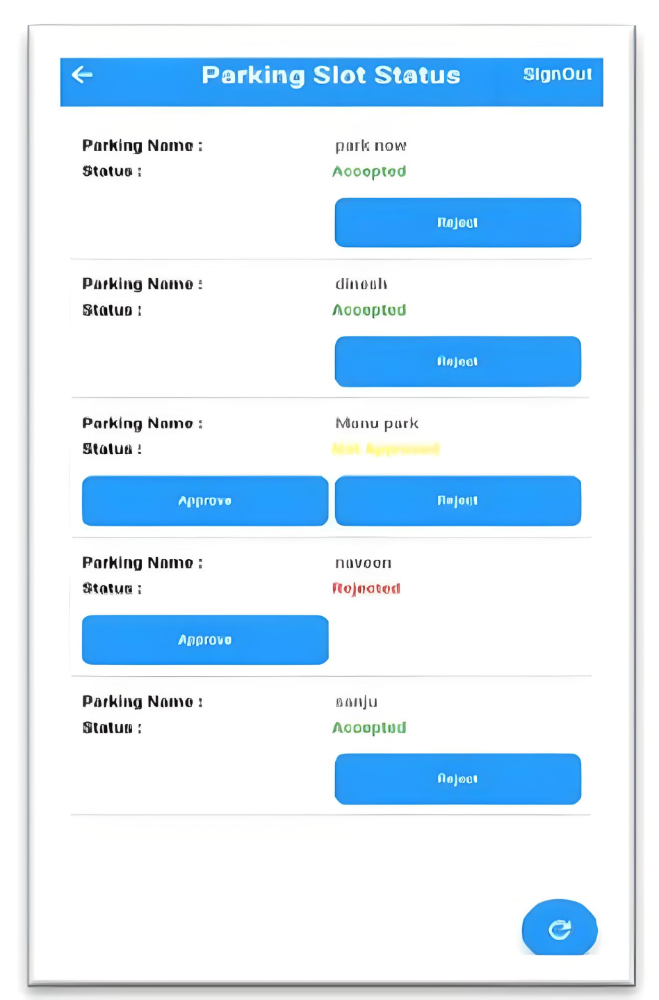 Parking Slot Status SignOut
Parking Name : park now
Status : Accepted
Reject
Parking Name : dinesh
Status : Accepted
Reject
Parking Name : Manu park
Status : Not Approved
Approve Reject
Parking Name : naveen
Status : Rejected
Approve
Parking Name : sanju
Status : Accepted
Reject